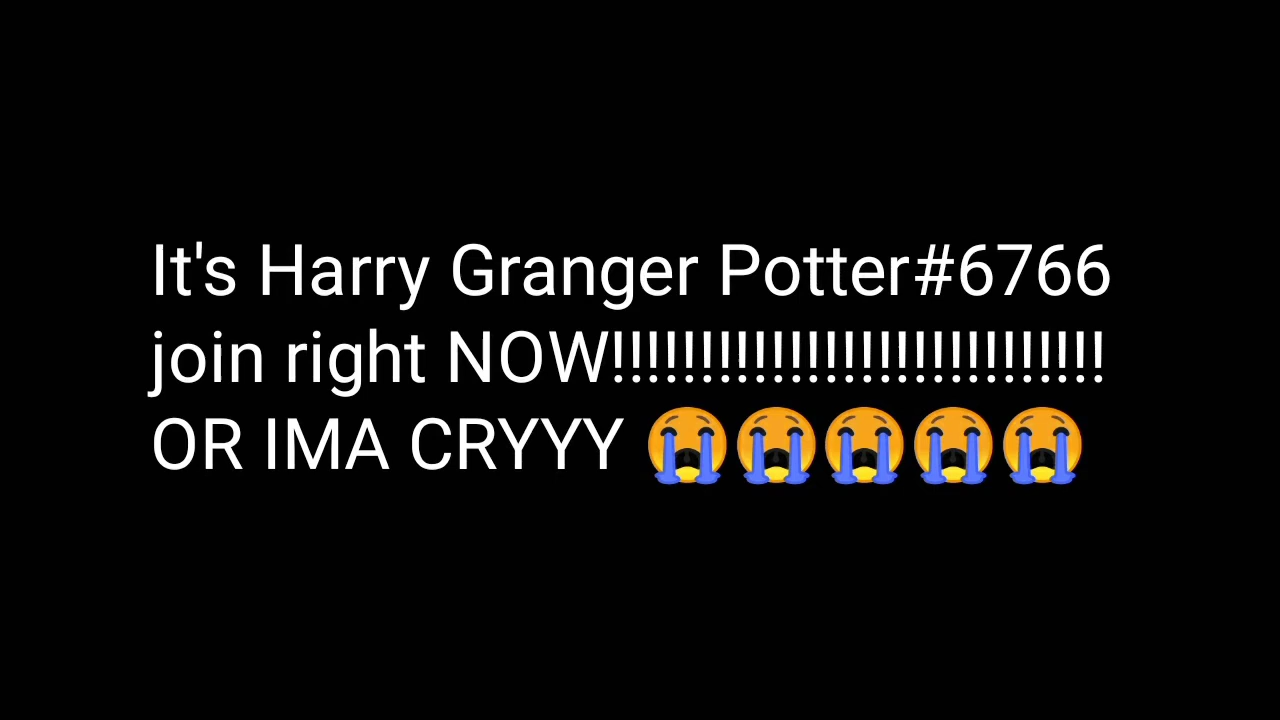 It's Harry Granger Potter#6766
join right NOW!!!!!!!!!!!!!!!!!!!!!!!!!!!!
OR IMA CRYYY 😭😭😭😭😭